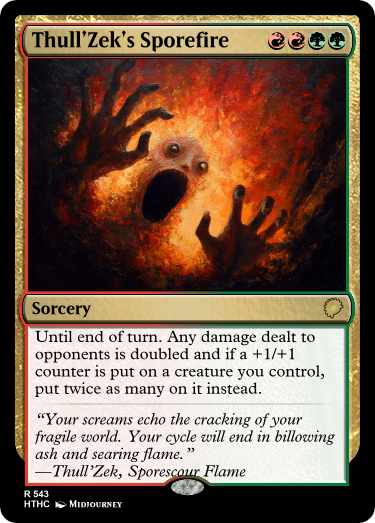 Thull'Zek's Sporefire
Sorcery
Until end of turn. Any damage dealt to
opponents is doubled and if a +1/+1
counter is put on a creature you control,
put twice as many on it instead.
“Your screams echo the cracking of your
fragile world. Your cycle will end in billowing
ash and searing flame.”
—Thull'Zek, Sporescour Flame
R 543
HTHC MIDJOURNEY